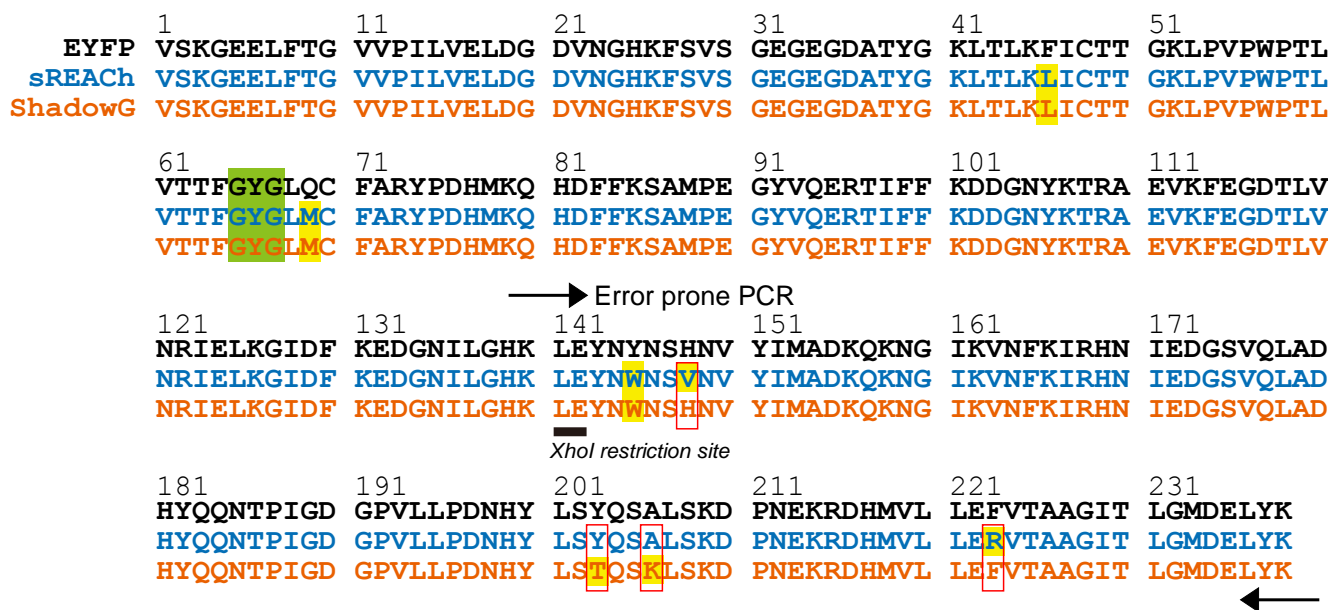 1 11 21 31 41 51
EYFP VSKGEELFTG VVPILVELDG DVNGHKFSVS GEGEGDATYG KLTLKFICTT GKLPVPWPTL
sREACh VSKGEELFTG VVPILVELDG DVNGHKFSVS GEGEGDATYG KLTLKLICTT GKLPVPWPTL
ShadowG VSKGEELFTG VVPILVELDG DVNGHKFSVS GEGEGDATYG KLTLKLICTT GKLPVPWPTL
61 71 81 91 101 111
VTTFGYGLQC FARYPDHMKQ HDFFKSAMPE GYVQERTIFF KDDGNYKTRA EVKFEGDTLV
VTTFGYGLMC FARYPDHMKQ HDFFKSAMPE GYVQERTIFF KDDGNYKTRA EVKFEGDTLV
VTTFGYGLMC FARYPDHMKQ HDFFKSAMPE GYVQERTIFF KDDGNYKTRA EVKFEGDTLV
Error prone PCR
121 131 141 151 161 171
NRIELKGIDF KEDGNILGHK LEYNYNSHNV YIMADKQKNG IKVNFKIRHN IEDGSVQLAD
NRIELKGIDF KEDGNILGHK LEYNWNSVNV YIMADKQKNG IKVNFKIRHN IEDGSVQLAD
NRIELKGIDF KEDGNILGHK LEYNWNSHNV YIMADKQKNG IKVNFKIRHN IEDGSVQLAD
XhoI restriction site
181 191 201 211 221 231
HYQQNTPIGD GPVLLPDNHY LSYQSALSKD PNEKRDHMVL LEFVTAAGIT LGMDELYK
HYQQNTPIGD GPVLLPDNHY LSYQSALSKD PNEKRDHMVL LERVTAAGIT LGMDELYK
HYQQNTPIGD GPVLLPDNHY LSTQSKLSKD PNEKRDHMVL LEFVTAAGIT LGMDELYK